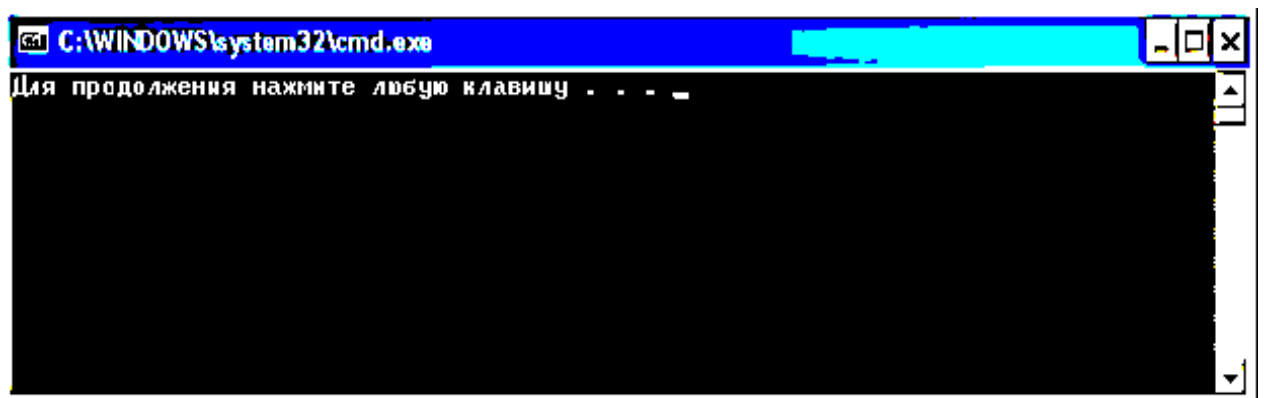 C:\WINDOWS\system32\cmd.exe
Для продолжения нажмите любую клавишу . . . _